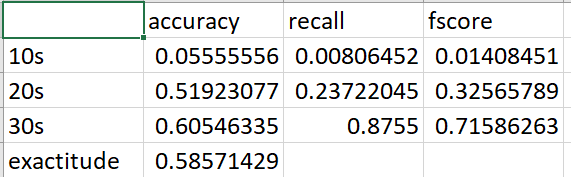 accuracy recall fscore
10s 0.05555556 0.00806452 0.01408451
20s 0.51923077 0.23722045 0.32565789
30s 0.60546335 0.8755 0.71586263
exactitude 0.58571429